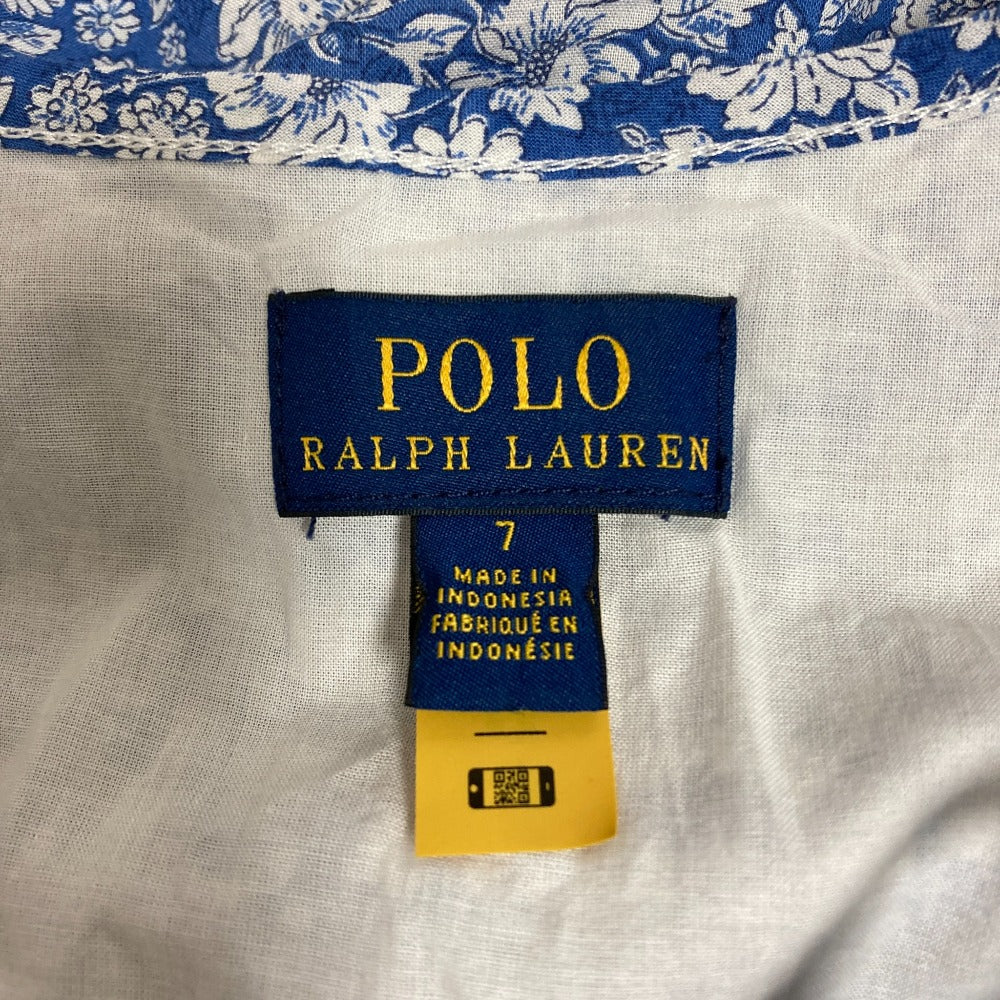 POLO
RALPH LAUREN
7
MADE IN
INDONESIA
FABRIQUÉ EN
INDONÉSIE